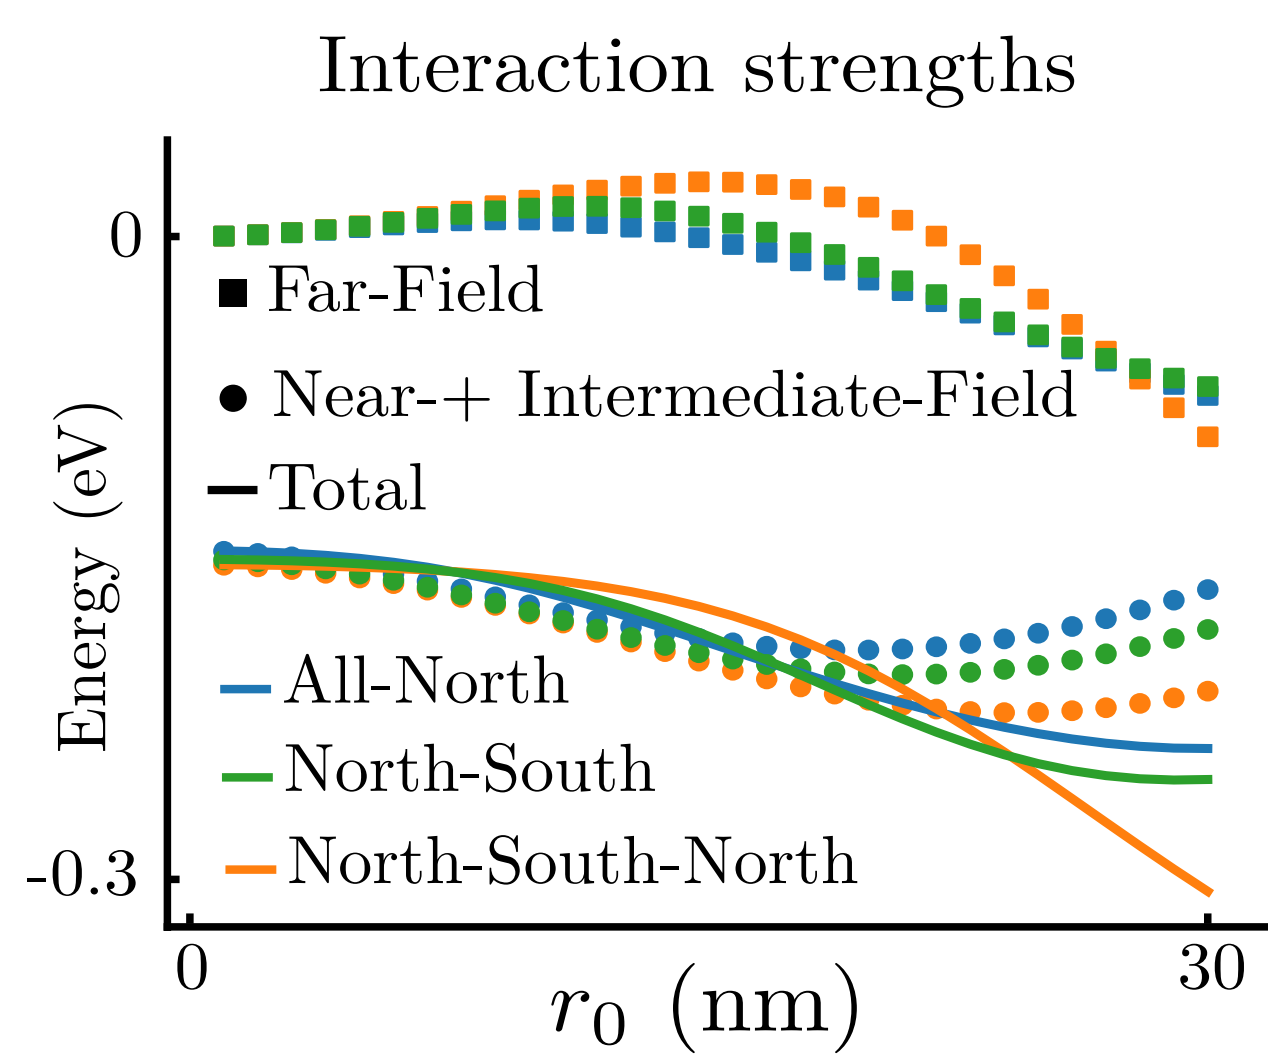 Interaction strengths
0
Far-Field
Near-+ Intermediate-Field
Total
Energy (eV)
All-North
North-South
North-South-North
-0.3
0
30
r₀ (nm)